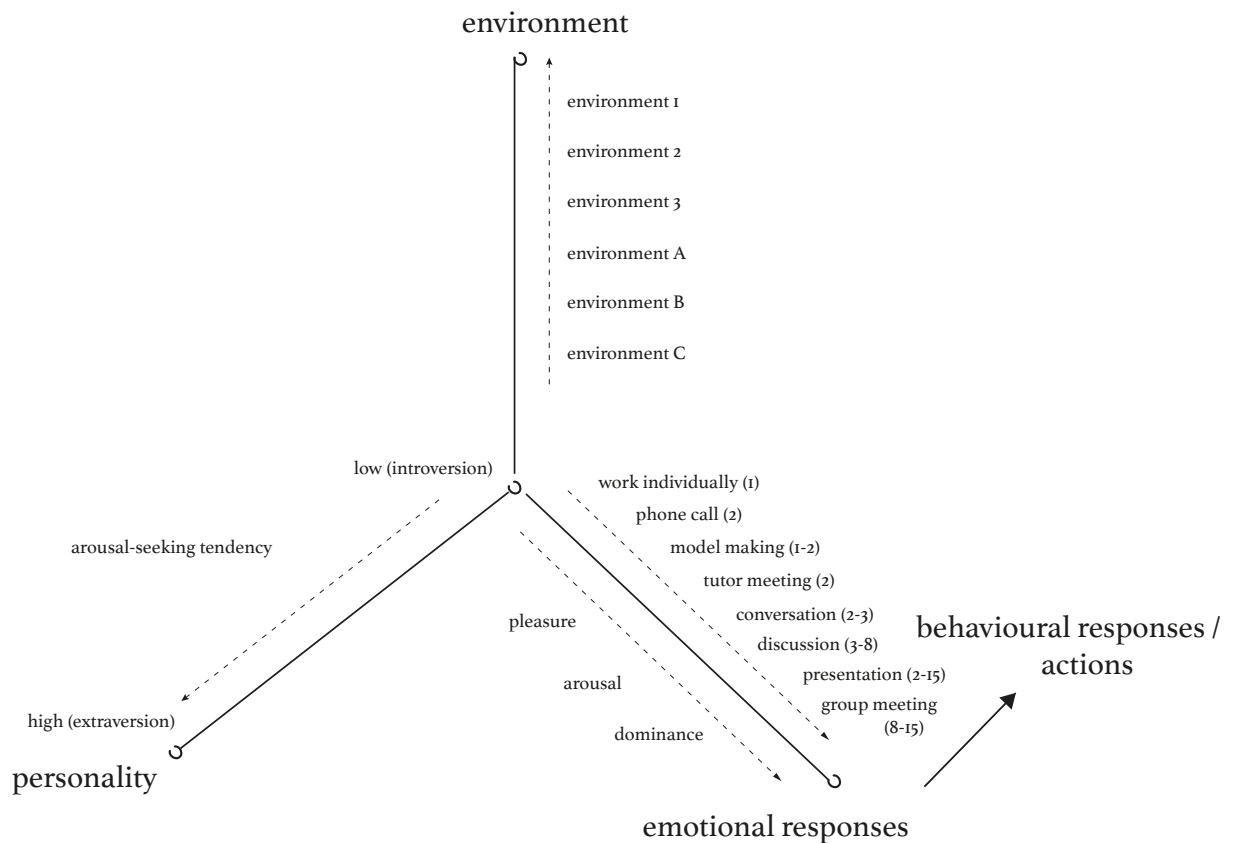 environment
environment 1
environment 2
environment 3
environment A
environment B
environment C
low (introversion)
work individually (1)
phone call (2)
arousal-seeking tendency
model making (1-2)
tutor meeting (2)
conversation (2-3)
pleasure
behavioural responses /
actions
discussion (3-8)
presentation (2-15)
arousal
group meeting
(8-15)
high (extraversion)
dominance
personality
emotional responses